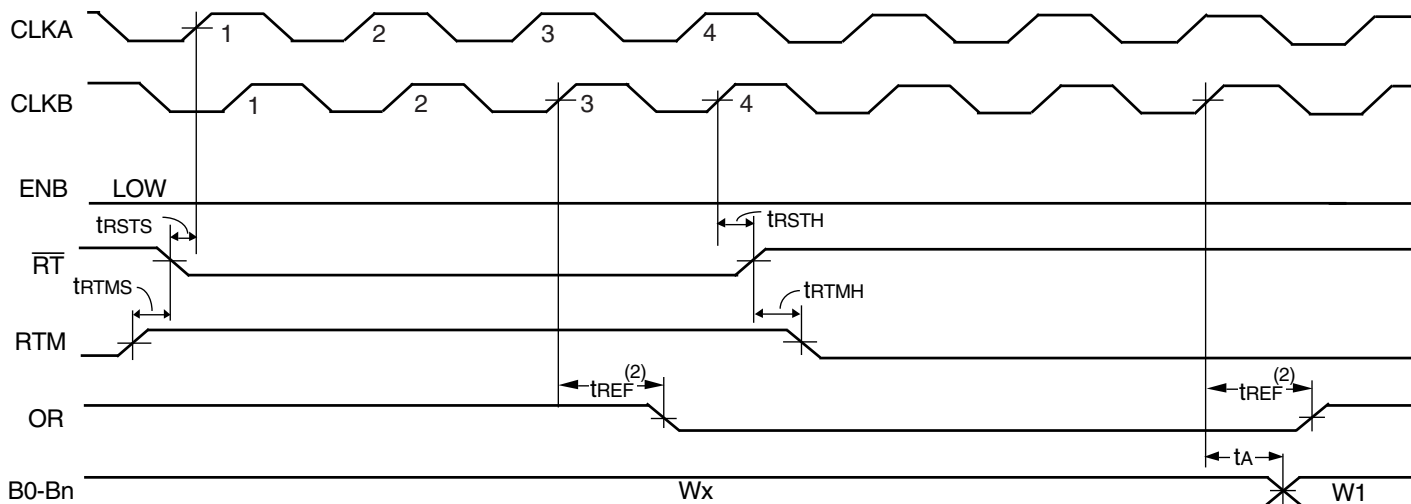 CLKA 1 2 3 4
CLKB 1 2 3 4
ENB LOW
tRSTS tRSTH
RT
tRTMS tRTMH
RTM
tREF(2) tREF(2)
OR
tA
B0-Bn Wx W1